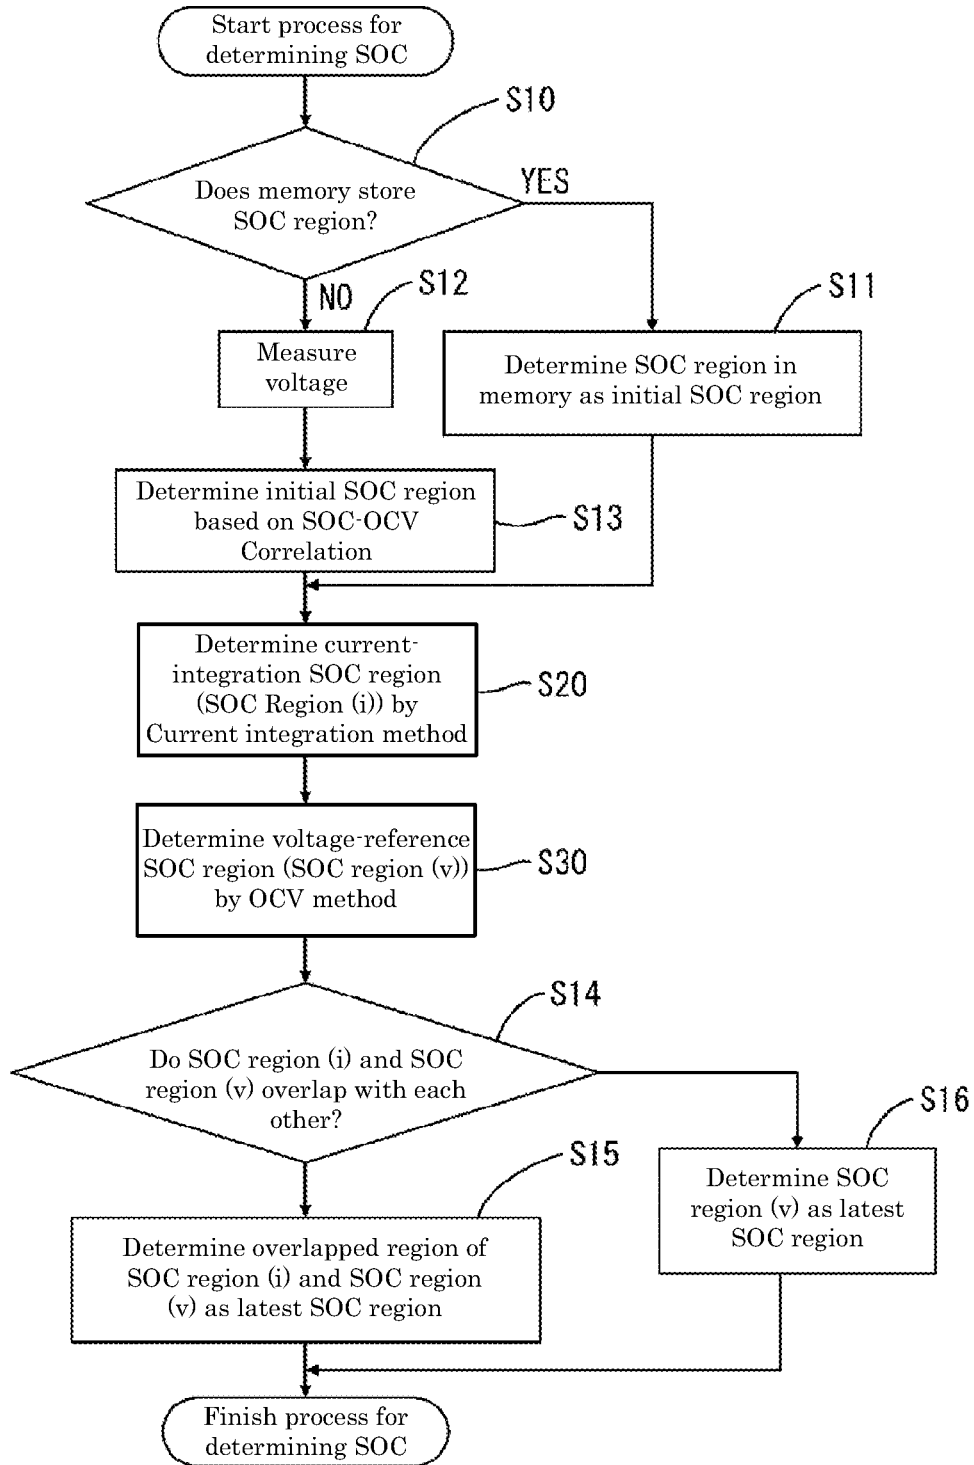 Start process for
determining SOC
S10
Does memory store
SOC region?
YES
NO
S12
S11
Measure
voltage
Determine SOC region in
memory as initial SOC region
Determine initial SOC region
based on SOC-OCV
Correlation
S13
Determine current-
integration SOC region
(SOC Region (i)) by
Current integration method
S20
Determine voltage-reference
SOC region (SOC region (v))
by OCV method
S30
S14
Do SOC region (i) and SOC
region (v) overlap with each
other?
S16
S15
Determine SOC
region (v) as latest
SOC region
Determine overlapped region of
SOC region (i) and SOC region
(v) as latest SOC region
Finish process for
determining SOC